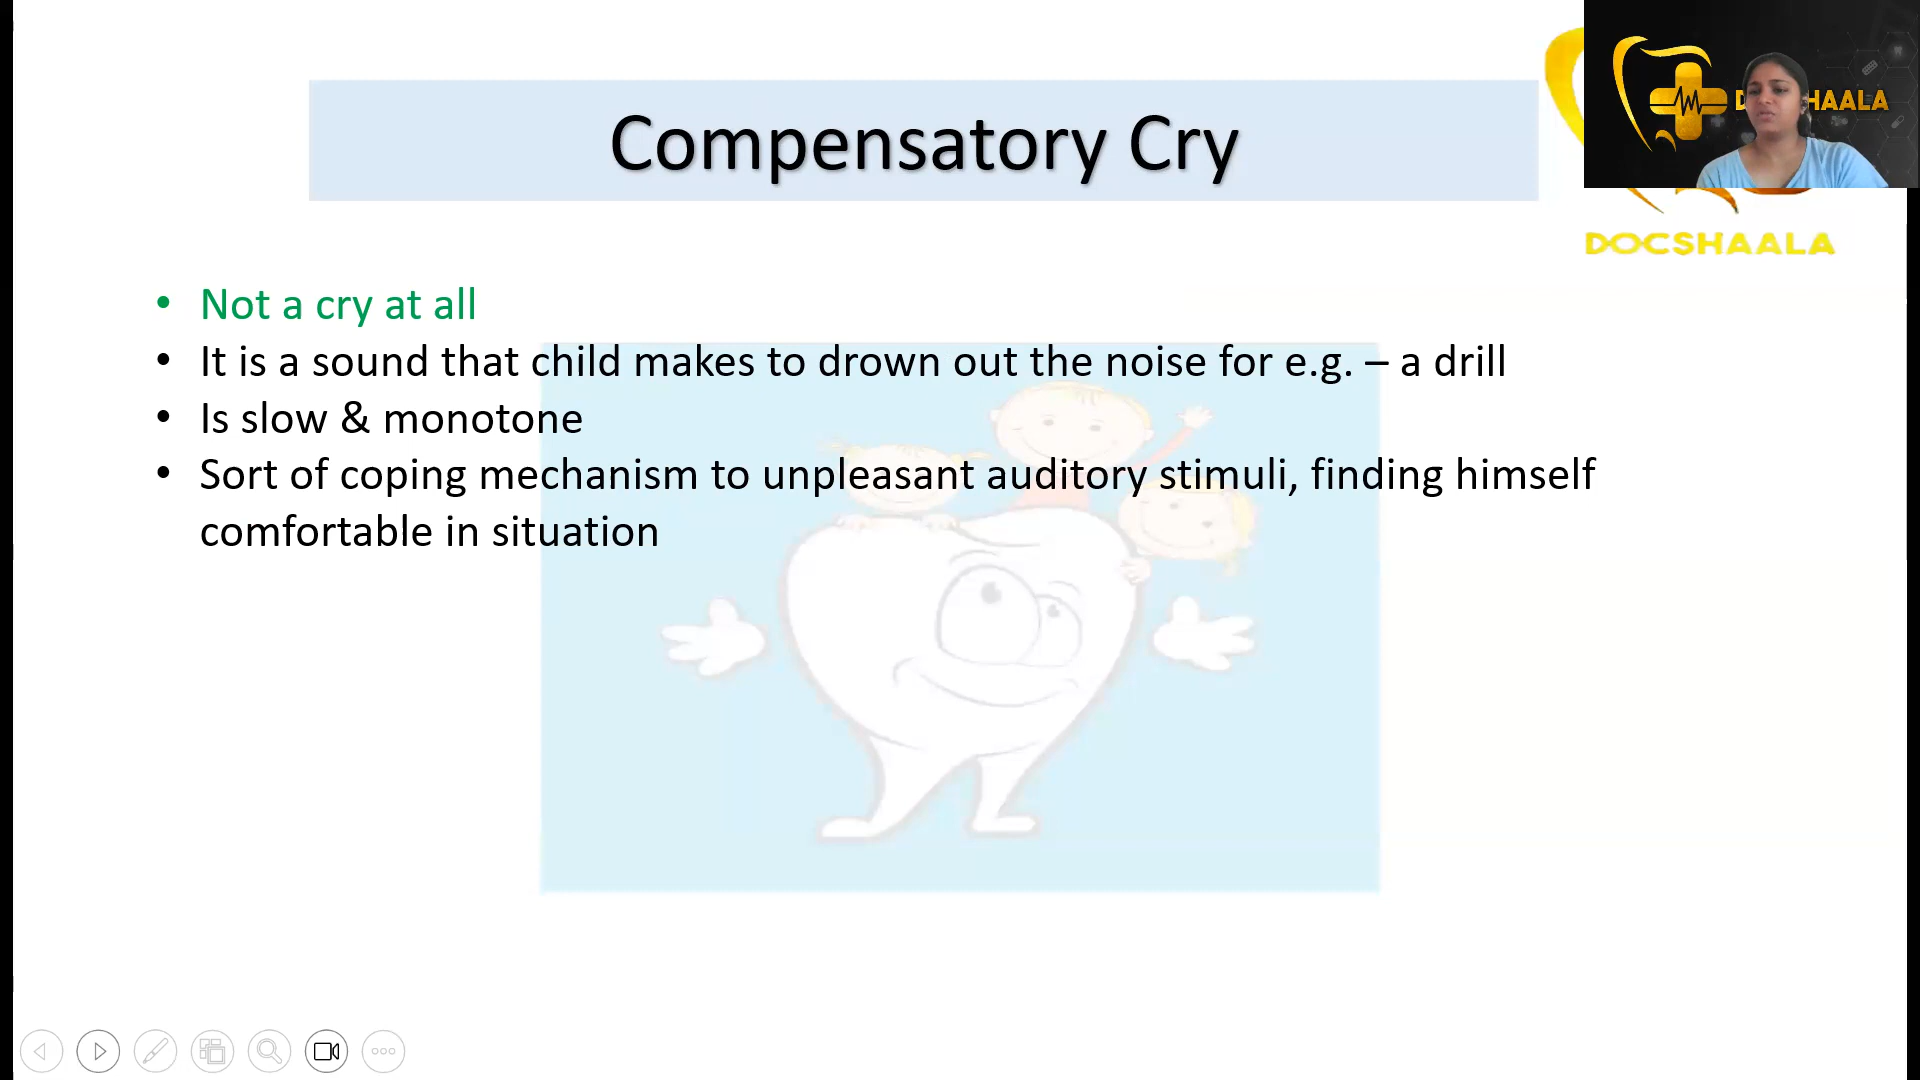 Compensatory Cry
DOCSHAALA
• Not a cry at all
• It is a sound that child makes to drown out the noise for e.g. – a drill
• Is slow & monotone
• Sort of coping mechanism to unpleasant auditory stimuli, finding himself
comfortable in situation